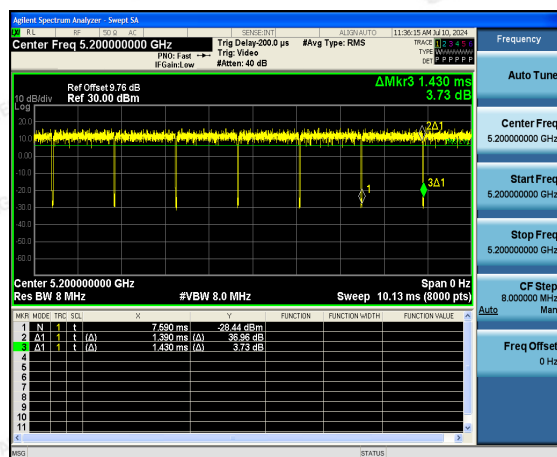 Agilent Spectrum Analyzer - Swept SA
RL RF 50 Ω AC SENSE:INT ALIGNAUTO 11:36:15 AM Jul 10, 2024
Center Freq 5.200000000 GHz
PNO: Fast
IFGain:Low
Trig Delay-200.0 µs
Trig: Video
#Atten: 40 dB
#Avg Type: RMS
TRACE 1 2 3 4 5 6
TYPE
DET P P P P P P
Ref Offset 9.76 dB
10 dB/div Ref 30.00 dBm
Log
ΔMkr3 1.430 ms
3.73 dB
20.0
10.0
0.00
-10.0
-20.0
-30.0
-40.0
-50.0
-60.0
2Δ1
3Δ1
1
Center 5.200000000 GHz Span 0 Hz
Res BW 8 MHz #VBW 8.0 MHz Sweep 10.13 ms (8000 pts)
MKR MODE TRC SCL X Y FUNCTION FUNCTION WIDTH FUNCTION VALUE
1 N 1 t 7.590 ms -28.44 dBm
2 Δ1 1 t (Δ) 1.390 ms (Δ) 36.96 dB
3 Δ1 1 t (Δ) 1.430 ms (Δ) 3.73 dB
4
5
6
7
8
9
10
11
MSG STATUS
Frequency
Auto Tune
Center Freq
5.200000000 GHz
Start Freq
5.200000000 GHz
Stop Freq
5.200000000 GHz
CF Step
8.000000 MHz
Auto Man
Freq Offset
0 Hz